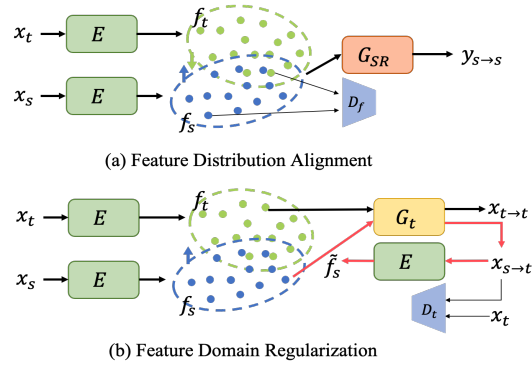 x_t E f_t
G_SR y_{s→s}
x_s E f_s D_f
(a) Feature Distribution Alignment
x_t E f_t G_t x_{t→t}
x_s E f_s f̃_s E x_{s→t}
D_t x_t
(b) Feature Domain Regularization